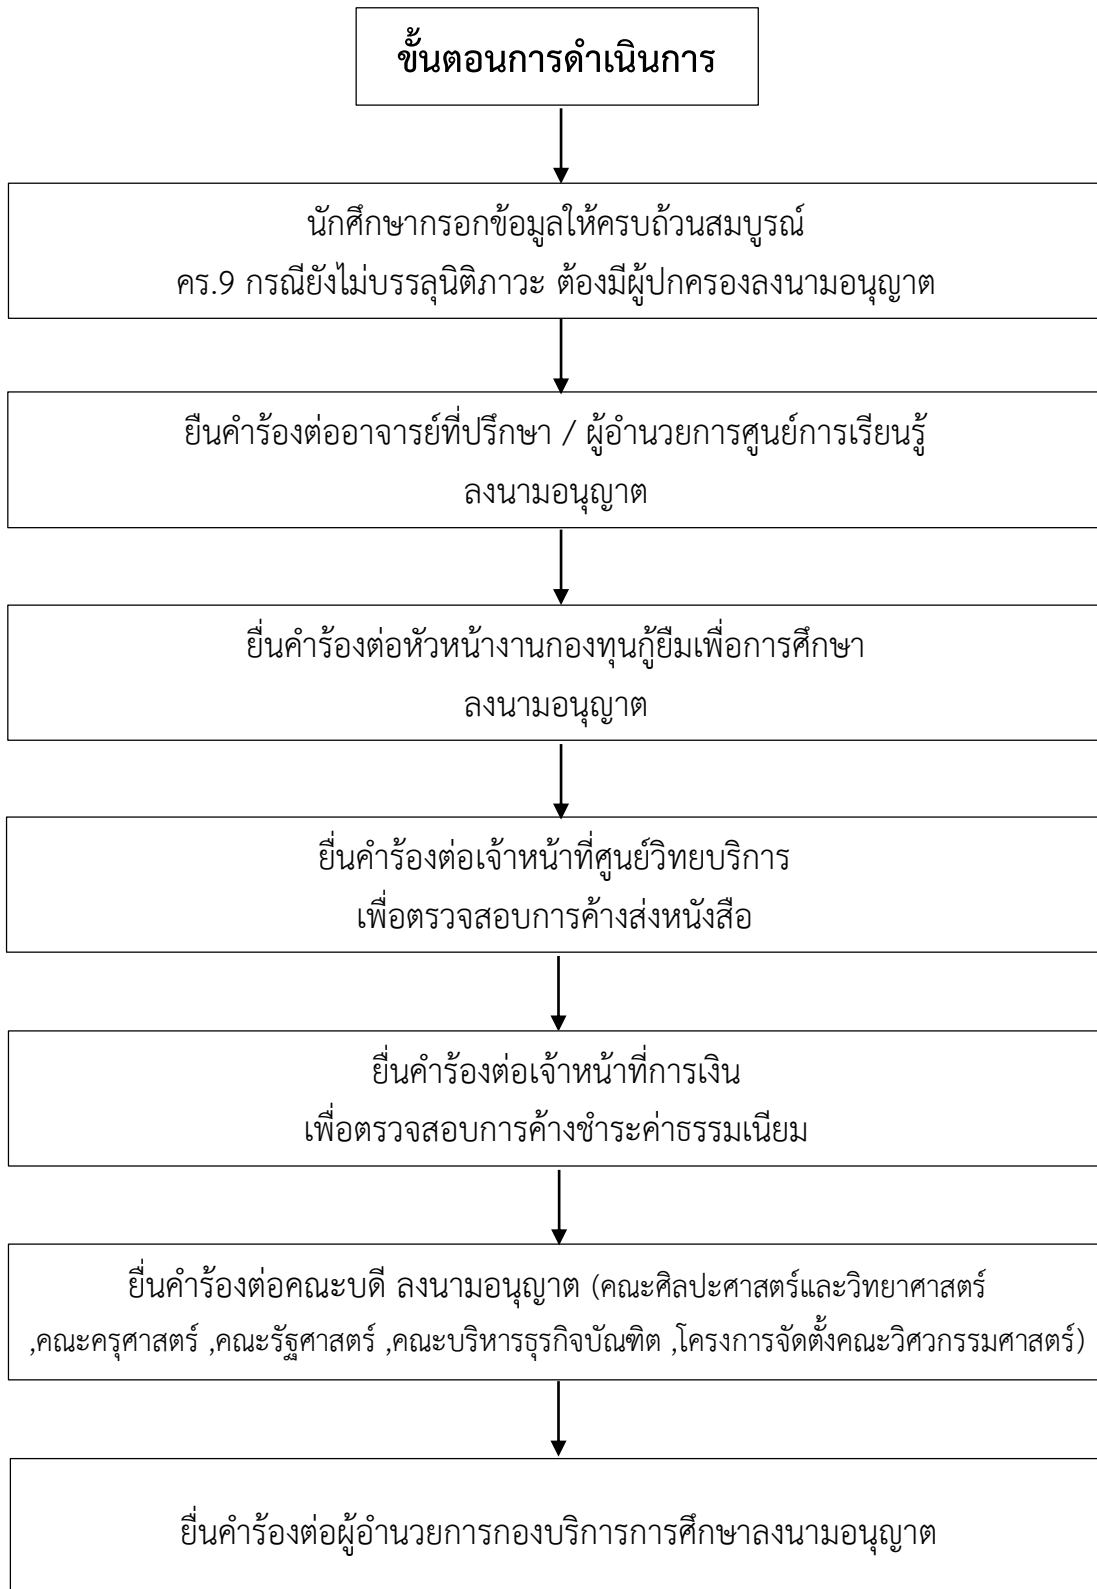 ขั้นตอนการดำเนินการ
นักศึกษากรอกข้อมูลให้ครบถ้วนสมบูรณ์
คร.9 กรณียังไม่บรรลุนิติภาวะ ต้องมีผู้ปกครองลงนามอนุญาต
ยืนคำร้องต่ออาจารย์ที่ปรึกษา / ผู้อำนวยการศูนย์การเรียนรู้
ลงนามอนุญาต
ยื่นคำร้องต่อหัวหน้างานกองทุนกู้ยืมเพื่อการศึกษา
ลงนามอนุญาต
ยื่นคำร้องต่อเจ้าหน้าที่ศูนย์วิทยบริการ
เพื่อตรวจสอบการค้างส่งหนังสือ
ยื่นคำร้องต่อเจ้าหน้าที่การเงิน
เพื่อตรวจสอบการค้างชำระค่าธรรมเนียม
ยื่นคำร้องต่อคณะบดี ลงนามอนุญาต (คณะศิลปะศาสตร์และวิทยาศาสตร์
,คณะครุศาสตร์ ,คณะรัฐศาสตร์ ,คณะบริหารธุรกิจบัณฑิต ,โครงการจัดตั้งคณะวิศวกรรมศาสตร์)
ยื่นคำร้องต่อผู้อำนวยการกองบริการการศึกษาลงนามอนุญาต